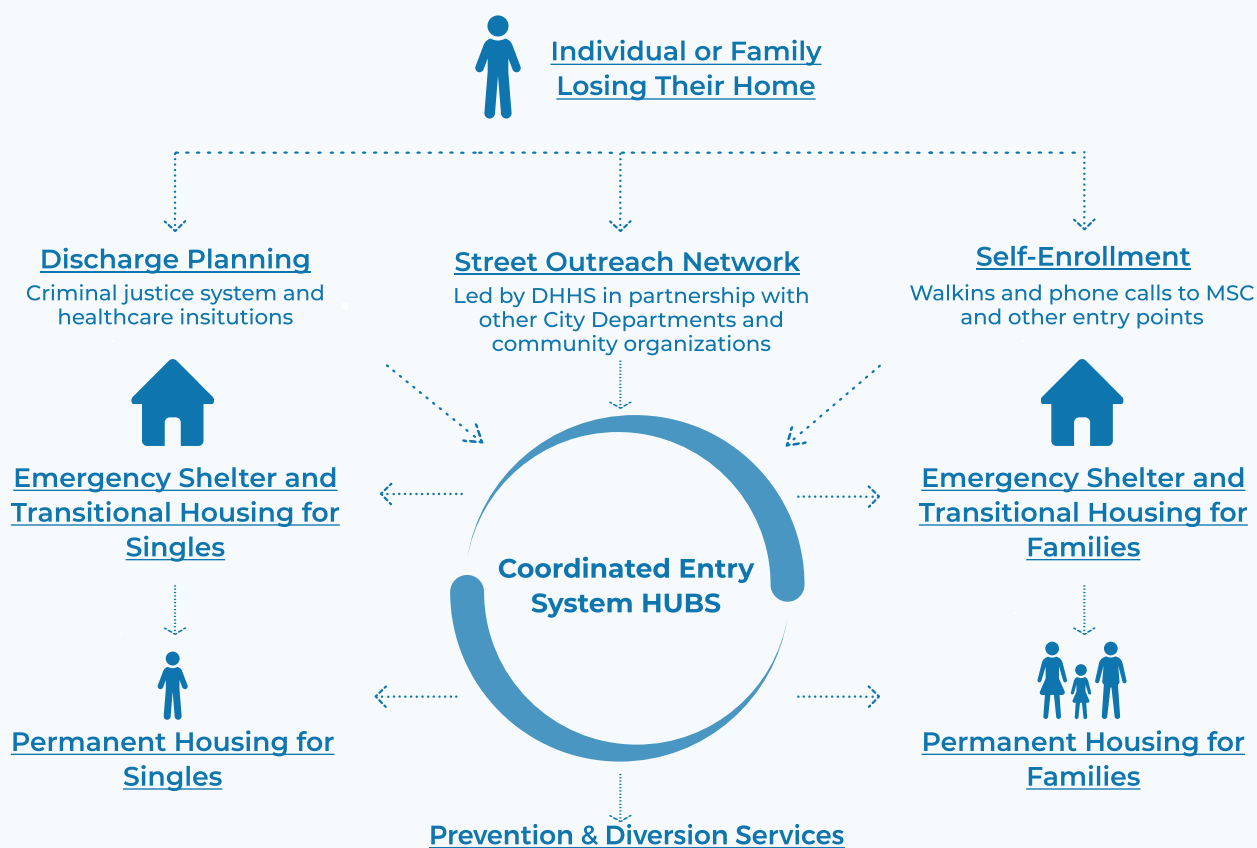 Individual or Family
Losing Their Home
Discharge Planning
Criminal justice system and
healthcare insitutions
Street Outreach Network
Led by DHHS in partnership with
other City Departments and
community organizations
Self-Enrollment
Walkins and phone calls to MSC
and other entry points
Emergency Shelter and
Transitional Housing for
Singles
Coordinated Entry
System HUBS
Emergency Shelter and
Transitional Housing for
Families
Permanent Housing for
Singles
Permanent Housing for
Families
Prevention & Diversion Services